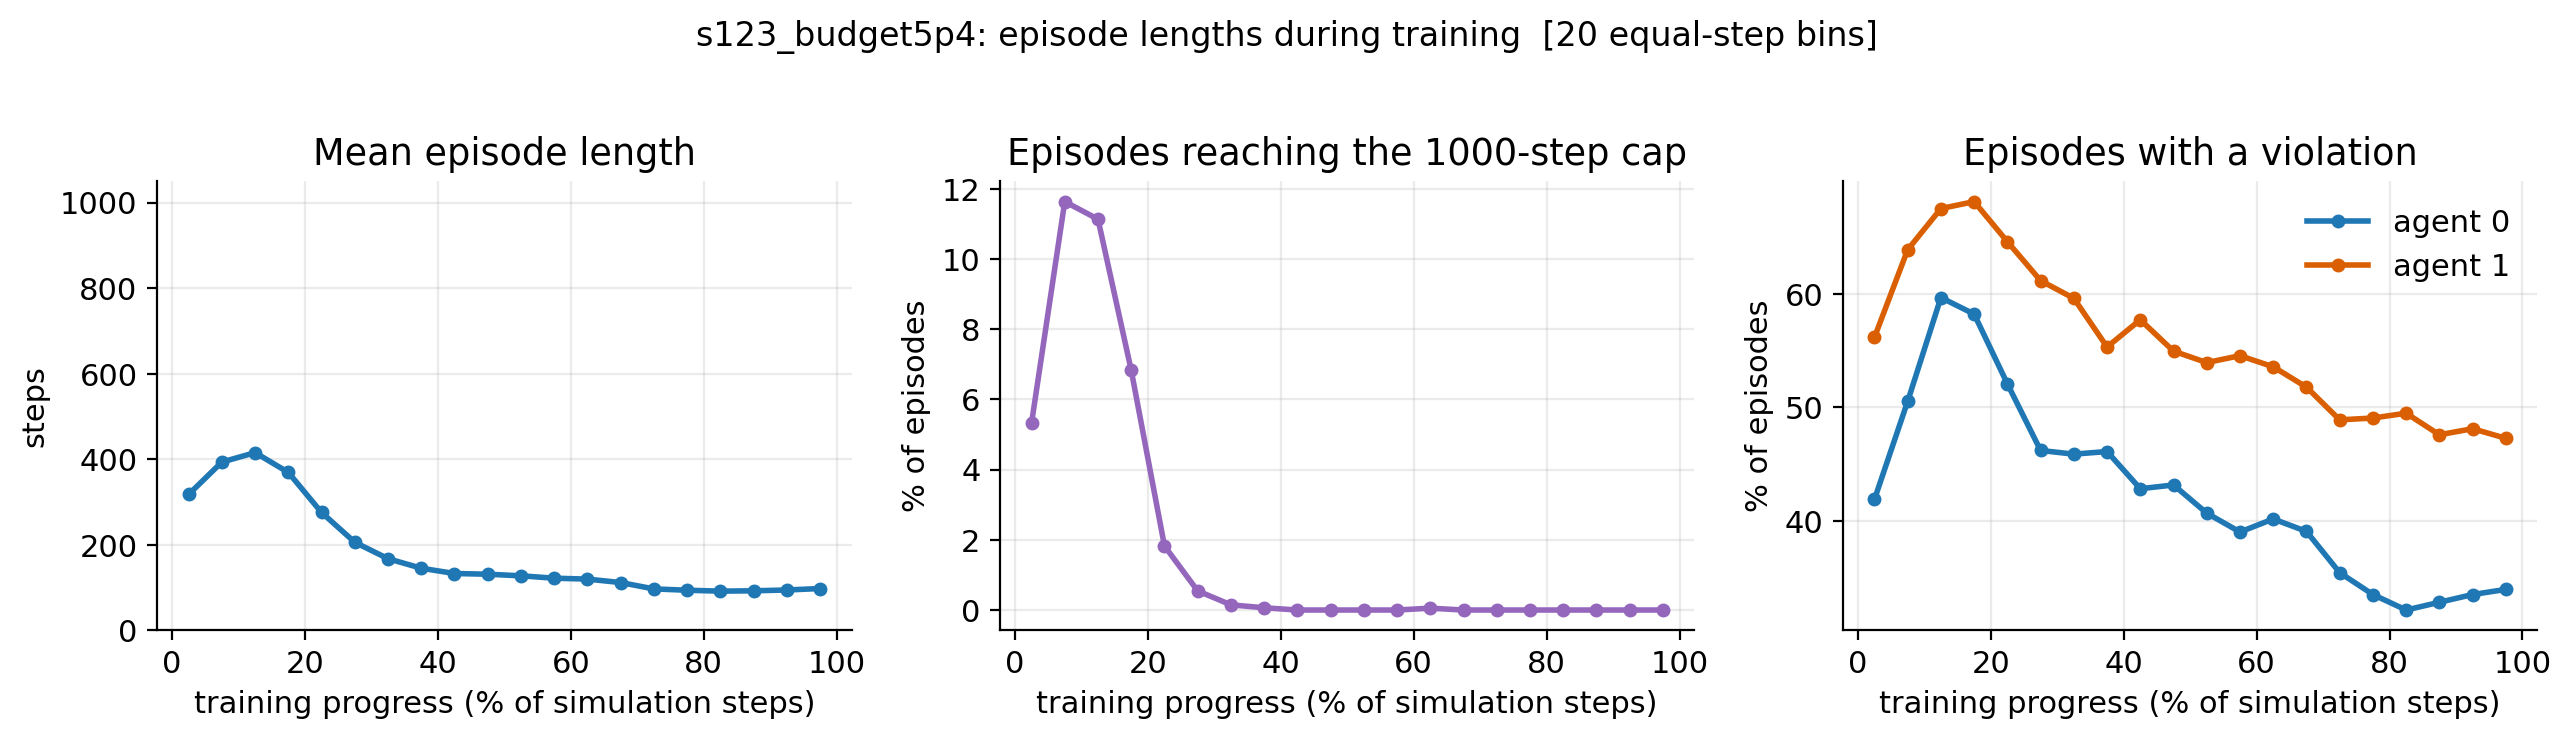 s123_budget5p4: episode lengths during training [20 equal-step bins]
Mean episode length
steps
1000
800
600
400
200
0
0 20 40 60 80 100
training progress (% of simulation steps)
Episodes reaching the 1000-step cap
% of episodes
12
10
8
6
4
2
0
0 20 40 60 80 100
training progress (% of simulation steps)
Episodes with a violation
agent 0
agent 1
% of episodes
60
50
40
0 20 40 60 80 100
training progress (% of simulation steps)